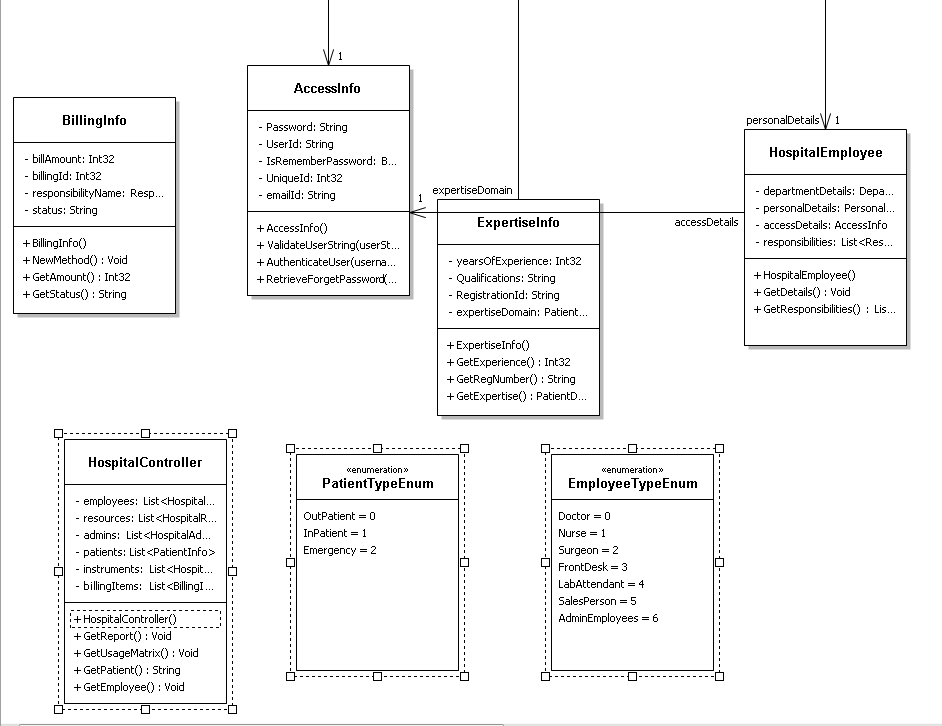 1
BillingInfo
- billAmount: Int32
- billingId: Int32
- responsibilityName: Resp...
- status: String
+ BillingInfo()
+ NewMethod() : Void
+ GetAmount() : Int32
+ GetStatus() : String
AccessInfo
- Password: String
- UserId: String
- IsRememberPassword: B...
- UniqueId: Int32
- emailId: String
+ AccessInfo()
+ ValidateUserString(userSt...
+ AuthenticateUser(userna...
+ RetrieveForgetPassword(...
expertiseDomain
1
ExpertiseInfo
- yearsOfExperience: Int32
- Qualifications: String
- RegistrationId: String
- expertiseDomain: Patient...
+ ExpertiseInfo()
+ GetExperience() : Int32
+ GetRegNumber() : String
+ GetExpertise() : PatientD...
accessDetails
personalDetails
1
HospitalEmployee
- departmentDetails: Depa...
- personalDetails: Personal...
- accessDetails: AccessInfo
- responsibilities: List<Res...
+ HospitalEmployee()
+ GetDetails() : Void
+ GetResponsibilities() : Lis...
HospitalController
- employees: List<Hospital...
- resources: List<HospitalR...
- admins: List<HospitalAd...
- patients: List<PatientInfo>
- instruments: List<Hospit...
- billingItems: List<BillingI...
+ HospitalController()
+ GetReport() : Void
+ GetUsageMatrix() : Void
+ GetPatient() : String
+ GetEmployee() : Void
«enumeration»
PatientTypeEnum
OutPatient = 0
InPatient = 1
Emergency = 2
«enumeration»
EmployeeTypeEnum
Doctor = 0
Nurse = 1
Surgeon = 2
FrontDesk = 3
LabAttendant = 4
SalesPerson = 5
AdminEmployees = 6